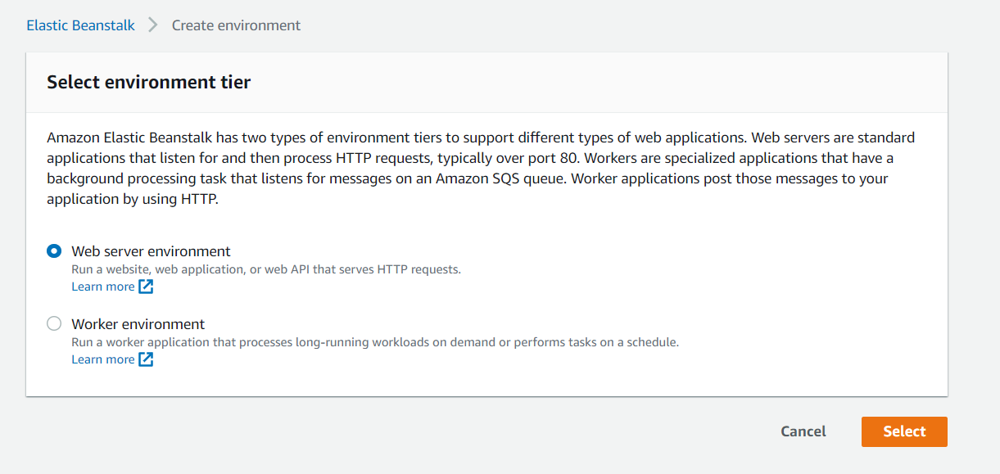 Elastic Beanstalk > Create environment
Select environment tier
Amazon Elastic Beanstalk has two types of environment tiers to support different types of web applications. Web servers are standard
applications that listen for and then process HTTP requests, typically over port 80. Workers are specialized applications that have a
background processing task that listens for messages on an Amazon SQS queue. Worker applications post those messages to your
application by using HTTP.
Web server environment
Run a website, web application, or web API that serves HTTP requests.
Learn more
Worker environment
Run a worker application that processes long-running workloads on demand or performs tasks on a schedule.
Learn more
Cancel Select